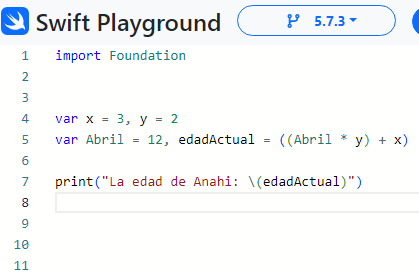 Swift Playground 5.7.3
1 import Foundation
2
3
4 var x = 3, y = 2
5 var Abril = 12, edadActual = ((Abril * y) + x)
6
7 print("La edad de Anahi: \(edadActual)")
8
9
10
11